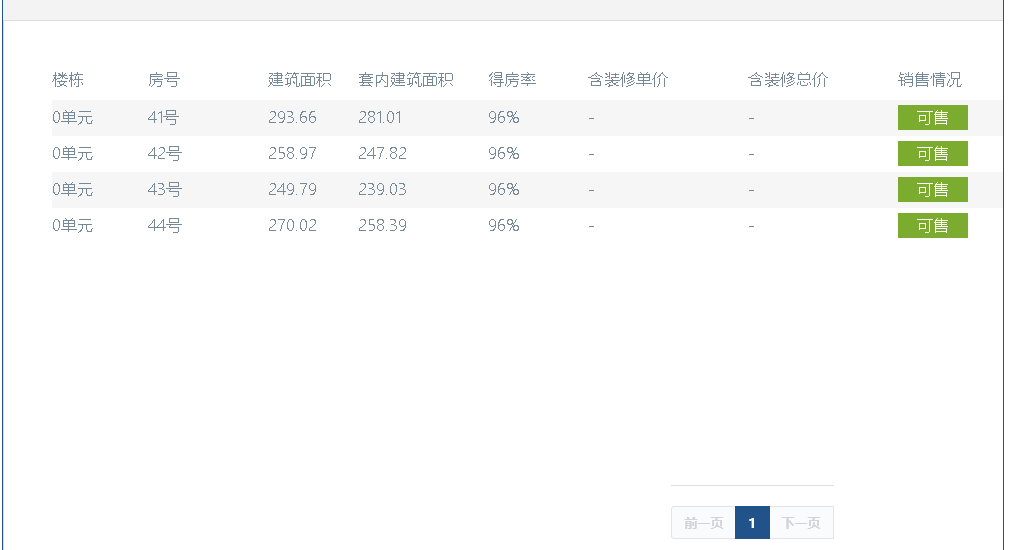 楼栋 房号 建筑面积 套内建筑面积 得房率 含装修单价 含装修总价 销售情况
0单元 41号 293.66 281.01 96% - - 可售
0单元 42号 258.97 247.82 96% - - 可售
0单元 43号 249.79 239.03 96% - - 可售
0单元 44号 270.02 258.39 96% - - 可售
前一页 1 下一页